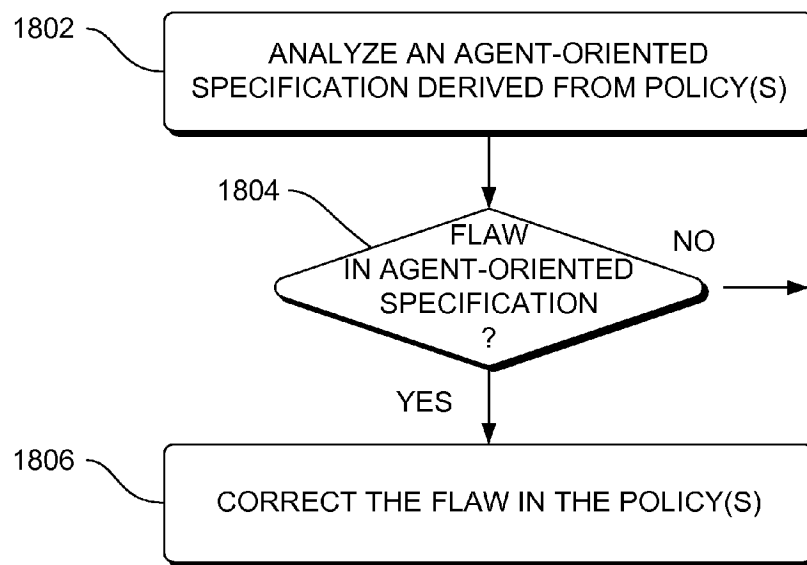 1802
ANALYZE AN AGENT-ORIENTED
SPECIFICATION DERIVED FROM POLICY(S)
1804
FLAW
IN AGENT-ORIENTED
SPECIFICATION
?
NO
YES
1806
CORRECT THE FLAW IN THE POLICY(S)